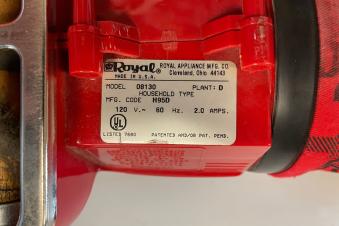 Royal ROYAL APPLIANCE MFG. CO.
MADE IN U.S.A. Cleveland, Ohio 44143
MODEL 08130 PLANT: D
HOUSEHOLD TYPE
MFG. CODE H95D
120 V.~ 60 Hz. 2.0 AMPS.
UL
LISTED 766D PATENTED AND/OR PAT. PEND.